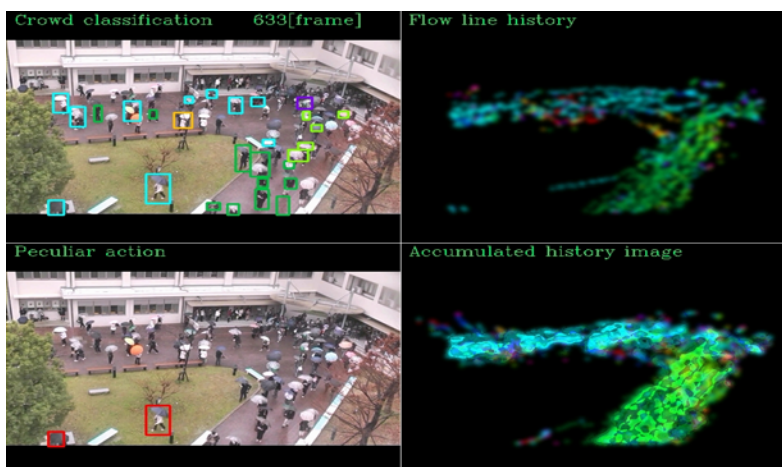 Crowd classification 633[frame]
Flow line history
Peculiar action
Accumulated history image